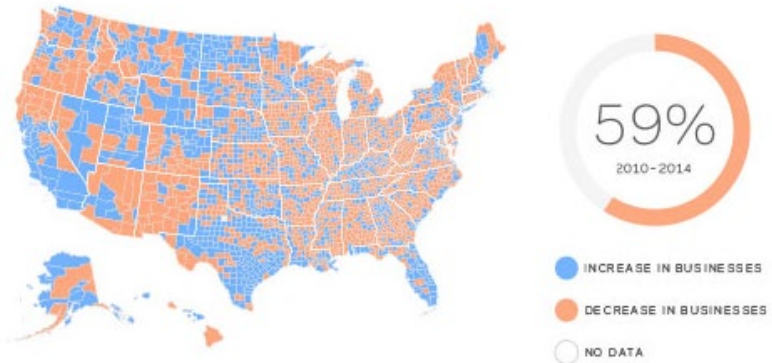 59%
2010-2014
INCREASE IN BUSINESSES
DECREASE IN BUSINESSES
NO DATA